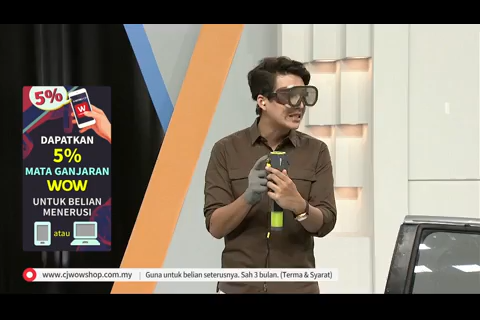 5%
W
DAPATKAN
5%
MATA GANJARAN
WOW
UNTUK BELIAN
MENERUSI
atau
www.cjwowshop.com.my | Guna untuk belian seterusnya. Sah 3 bulan. (Terma & Syarat)